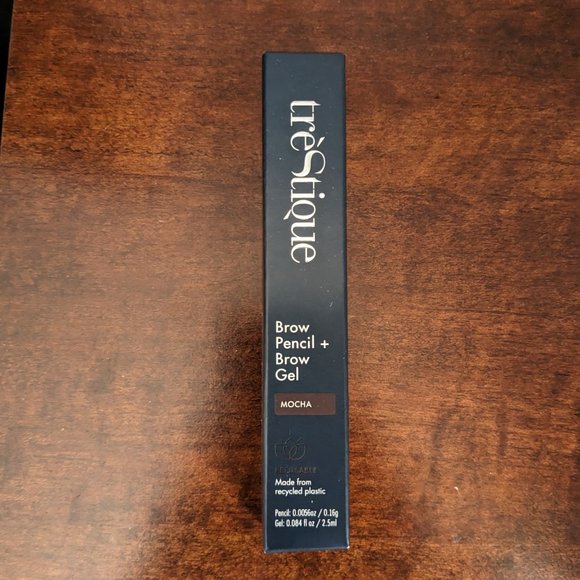 trèStique
Brow
Pencil +
Brow
Gel
MOCHA
Made from
recycled plastic
Pencil: 0.0056oz / 0.16g
Gel: 0.084 fl oz / 2.5ml